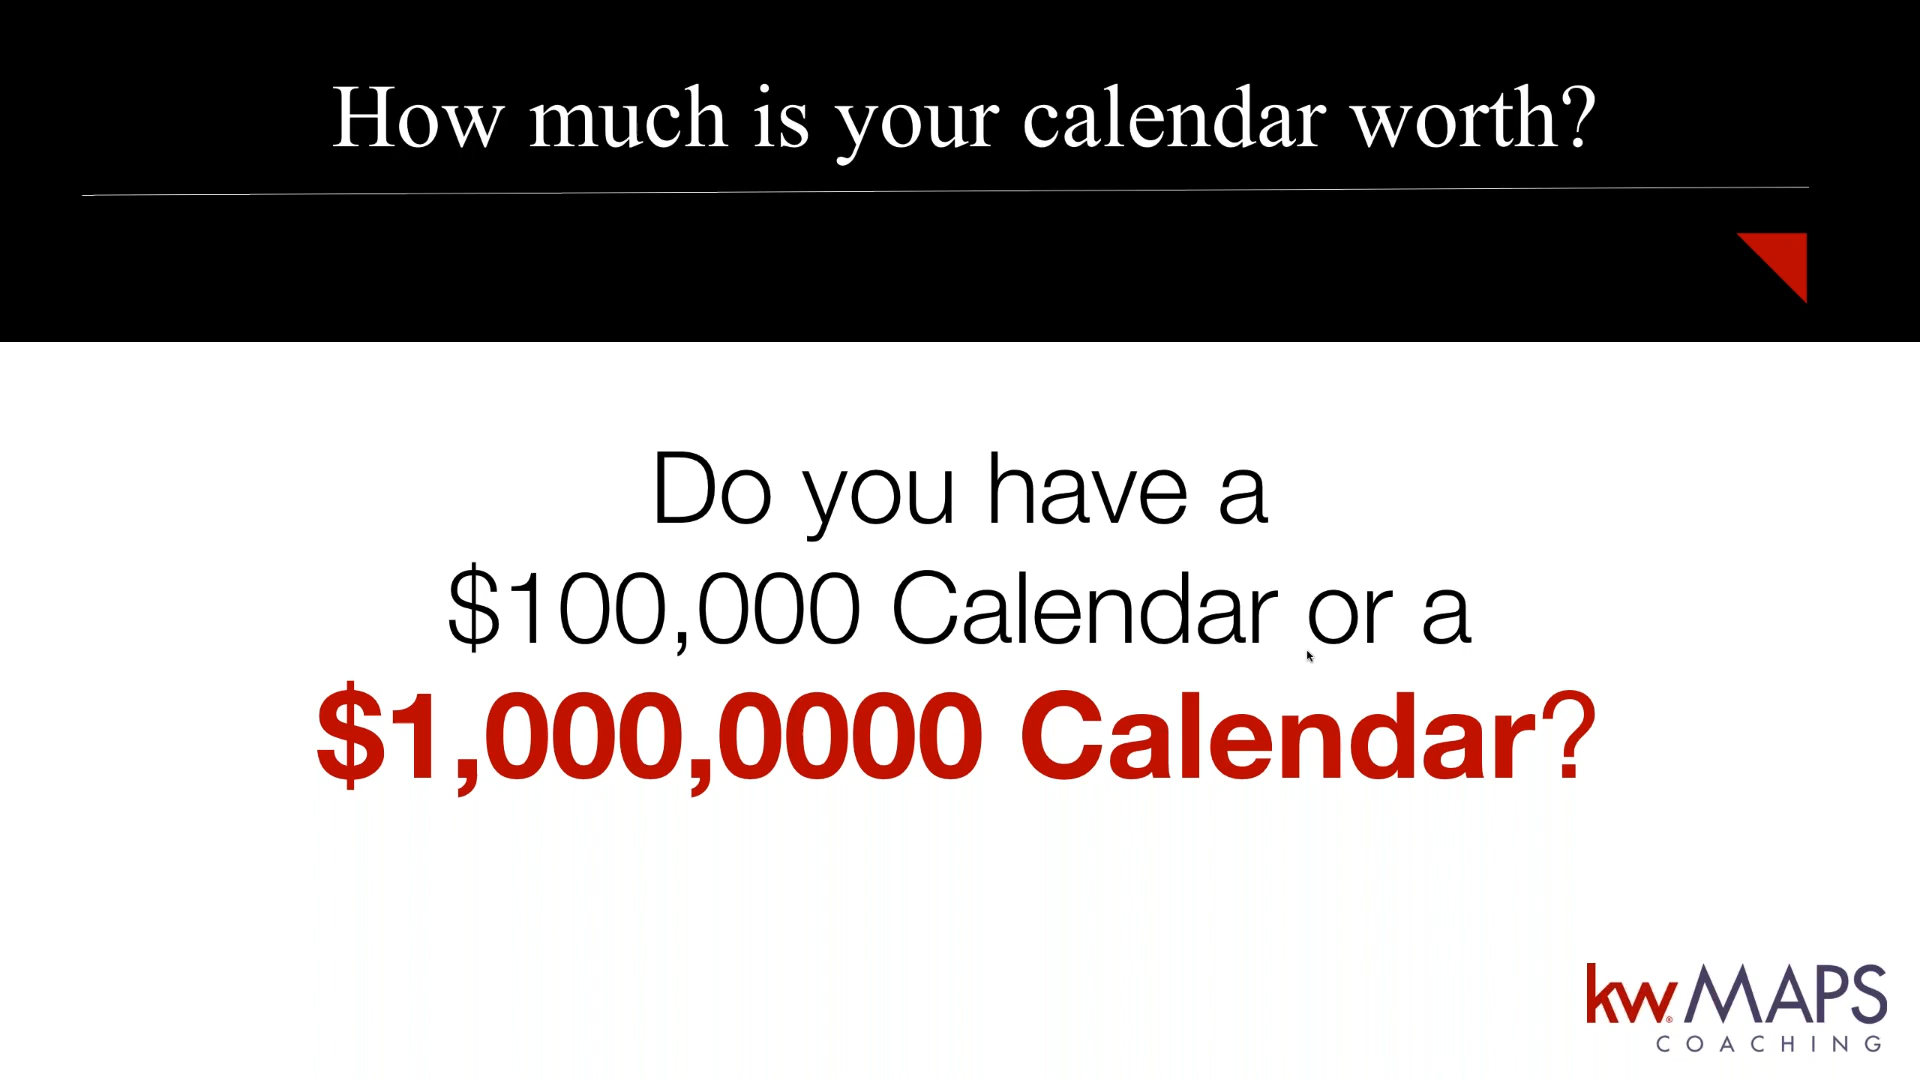 How much is your calendar worth?
Do you have a
$100,000 Calendar or a
$1,000,0000 Calendar?
kw MAPS
COACHING